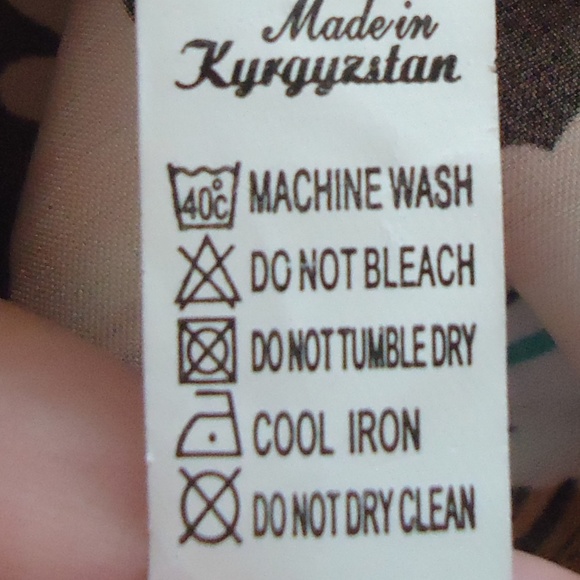 Made in
Kyrgyzstan
40°c MACHINE WASH
DO NOT BLEACH
DO NOT TUMBLE DRY
COOL IRON
DO NOT DRY CLEAN